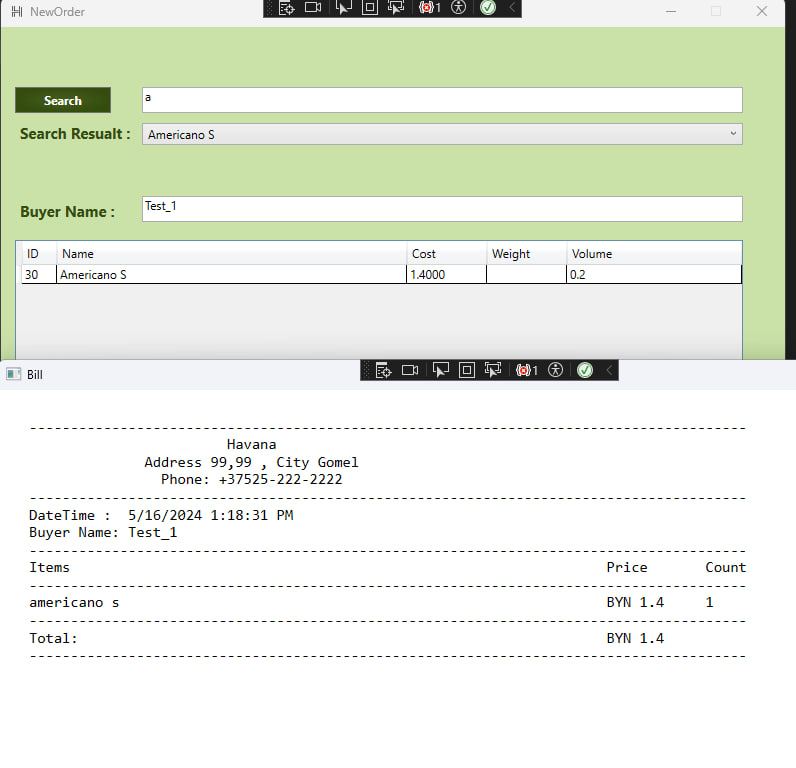 NewOrder
1
Search
a
Search Resualt :
Americano S
Buyer Name :
Test_1
ID Name Cost Weight Volume
30 Americano S 1.4000 0.2
Bill
1
--------------------------------------------------------------------------------
Havana
Address 99,99 , City Gomel
Phone: +37525-222-2222
--------------------------------------------------------------------------------
DateTime : 5/16/2024 1:18:31 PM
Buyer Name: Test_1
--------------------------------------------------------------------------------
Items Price Count
--------------------------------------------------------------------------------
americano s BYN 1.4 1
--------------------------------------------------------------------------------
Total: BYN 1.4
--------------------------------------------------------------------------------